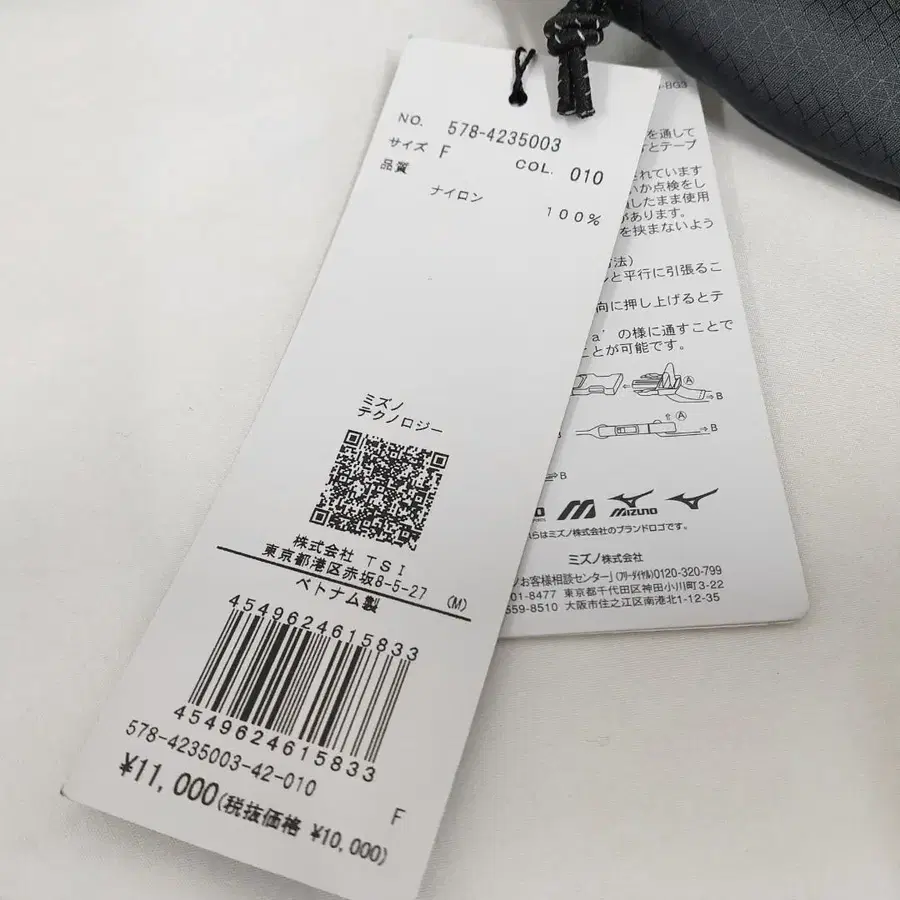 NO. 578-4235003
サイズ F COL. 010
品質
ナイロン 100%
ミズノ
テクノロジー
株式会社 TSI
東京都港区赤坂8-5-27 (M)
ベトナム製
4549624615833
4549624615833
578-4235003-42-010
F
¥11,000(税抜価格 ¥10,000)
-8G3
を通して
すとテープ
されています
いか点検をし
したまま使用
があります。
を挟まないよう
方法)
と平行に引張るこ
向に押し上げるとテ
a' の様に通すことで
ことが可能です。
A B
A B
B
MIZUNO
らはミズノ株式会社のブランドロゴです。
ミズノ株式会社
お客様相談センター」(フリーダイヤル)0120-320-799
01-8477 東京都千代田区神田小川町3-22
559-8510 大阪市住之江区南港北1-12-35